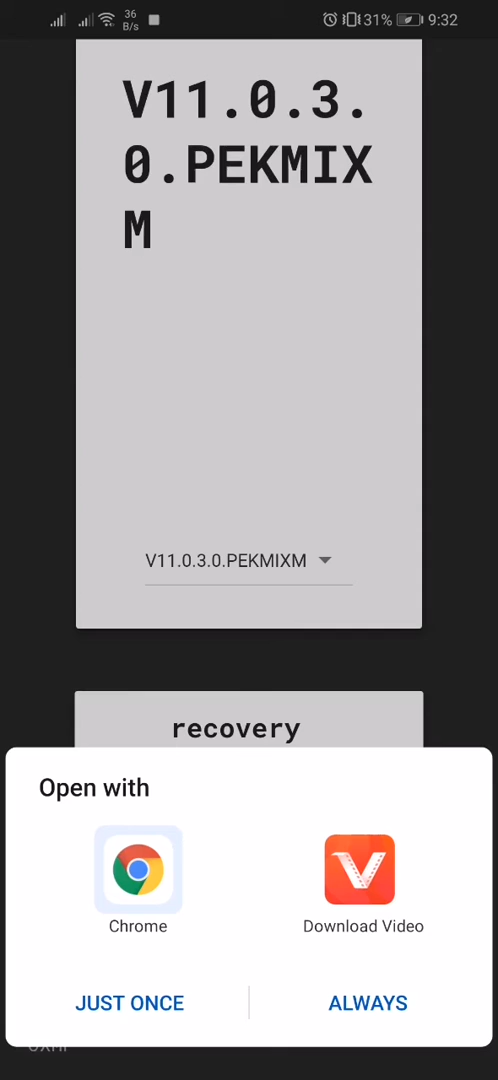 36
B/s
31%
9:32
V11.0.3.
0.PEKMIX
M
V11.0.3.0.PEKMIXM
recovery
Open with
Chrome
Download Video
JUST ONCE
ALWAYS